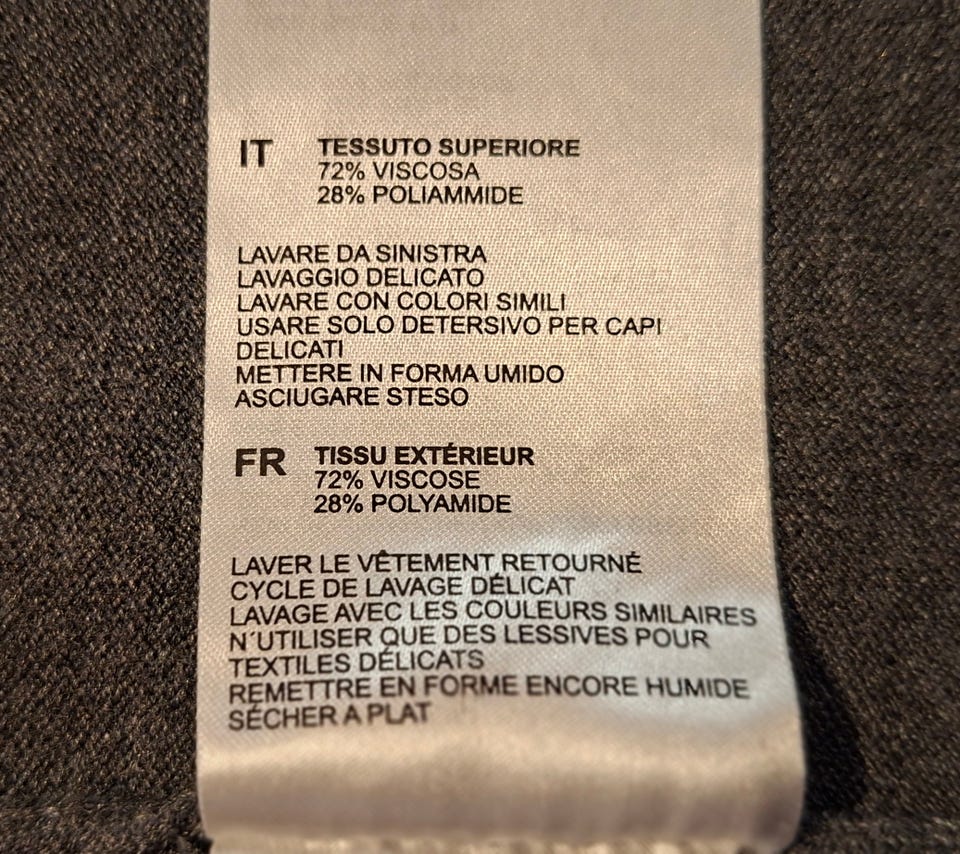 IT TESSUTO SUPERIORE
72% VISCOSA
28% POLIAMMIDE
LAVARE DA SINISTRA
LAVAGGIO DELICATO
LAVARE CON COLORI SIMILI
USARE SOLO DETERSIVO PER CAPI
DELICATI
METTERE IN FORMA UMIDO
ASCIUGARE STESO
FR TISSU EXTÉRIEUR
72% VISCOSE
28% POLYAMIDE
LAVER LE VÊTEMENT RETOURNÉ
CYCLE DE LAVAGE DÉLICAT
LAVAGE AVEC LES COULEURS SIMILAIRES
N´UTILISER QUE DES LESSIVES POUR
TEXTILES DÉLICATS
REMETTRE EN FORME ENCORE HUMIDE
SÉCHER A PLAT